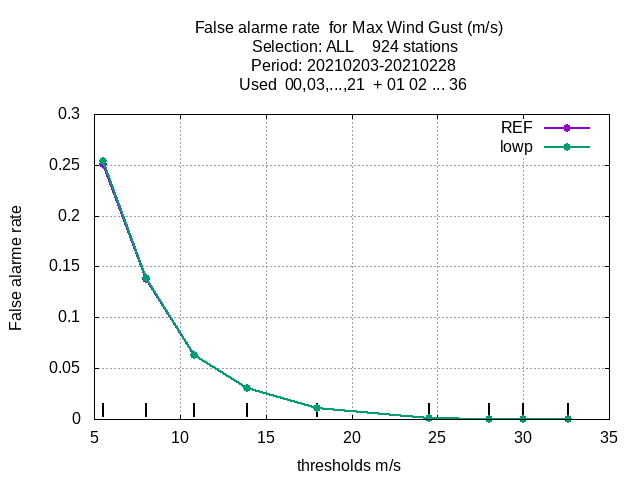 False alarme rate  for Max Wind Gust (m/s)
Selection: ALL    924 stations
Period: 20210203-20210228
Used  00,03,...,21  + 01 02 ... 36
0.3
0.25
0.2
0.15
0.1
0.05
0
False alarme rate
REF
lowp
5 10 15 20 25 30 35
thresholds m/s